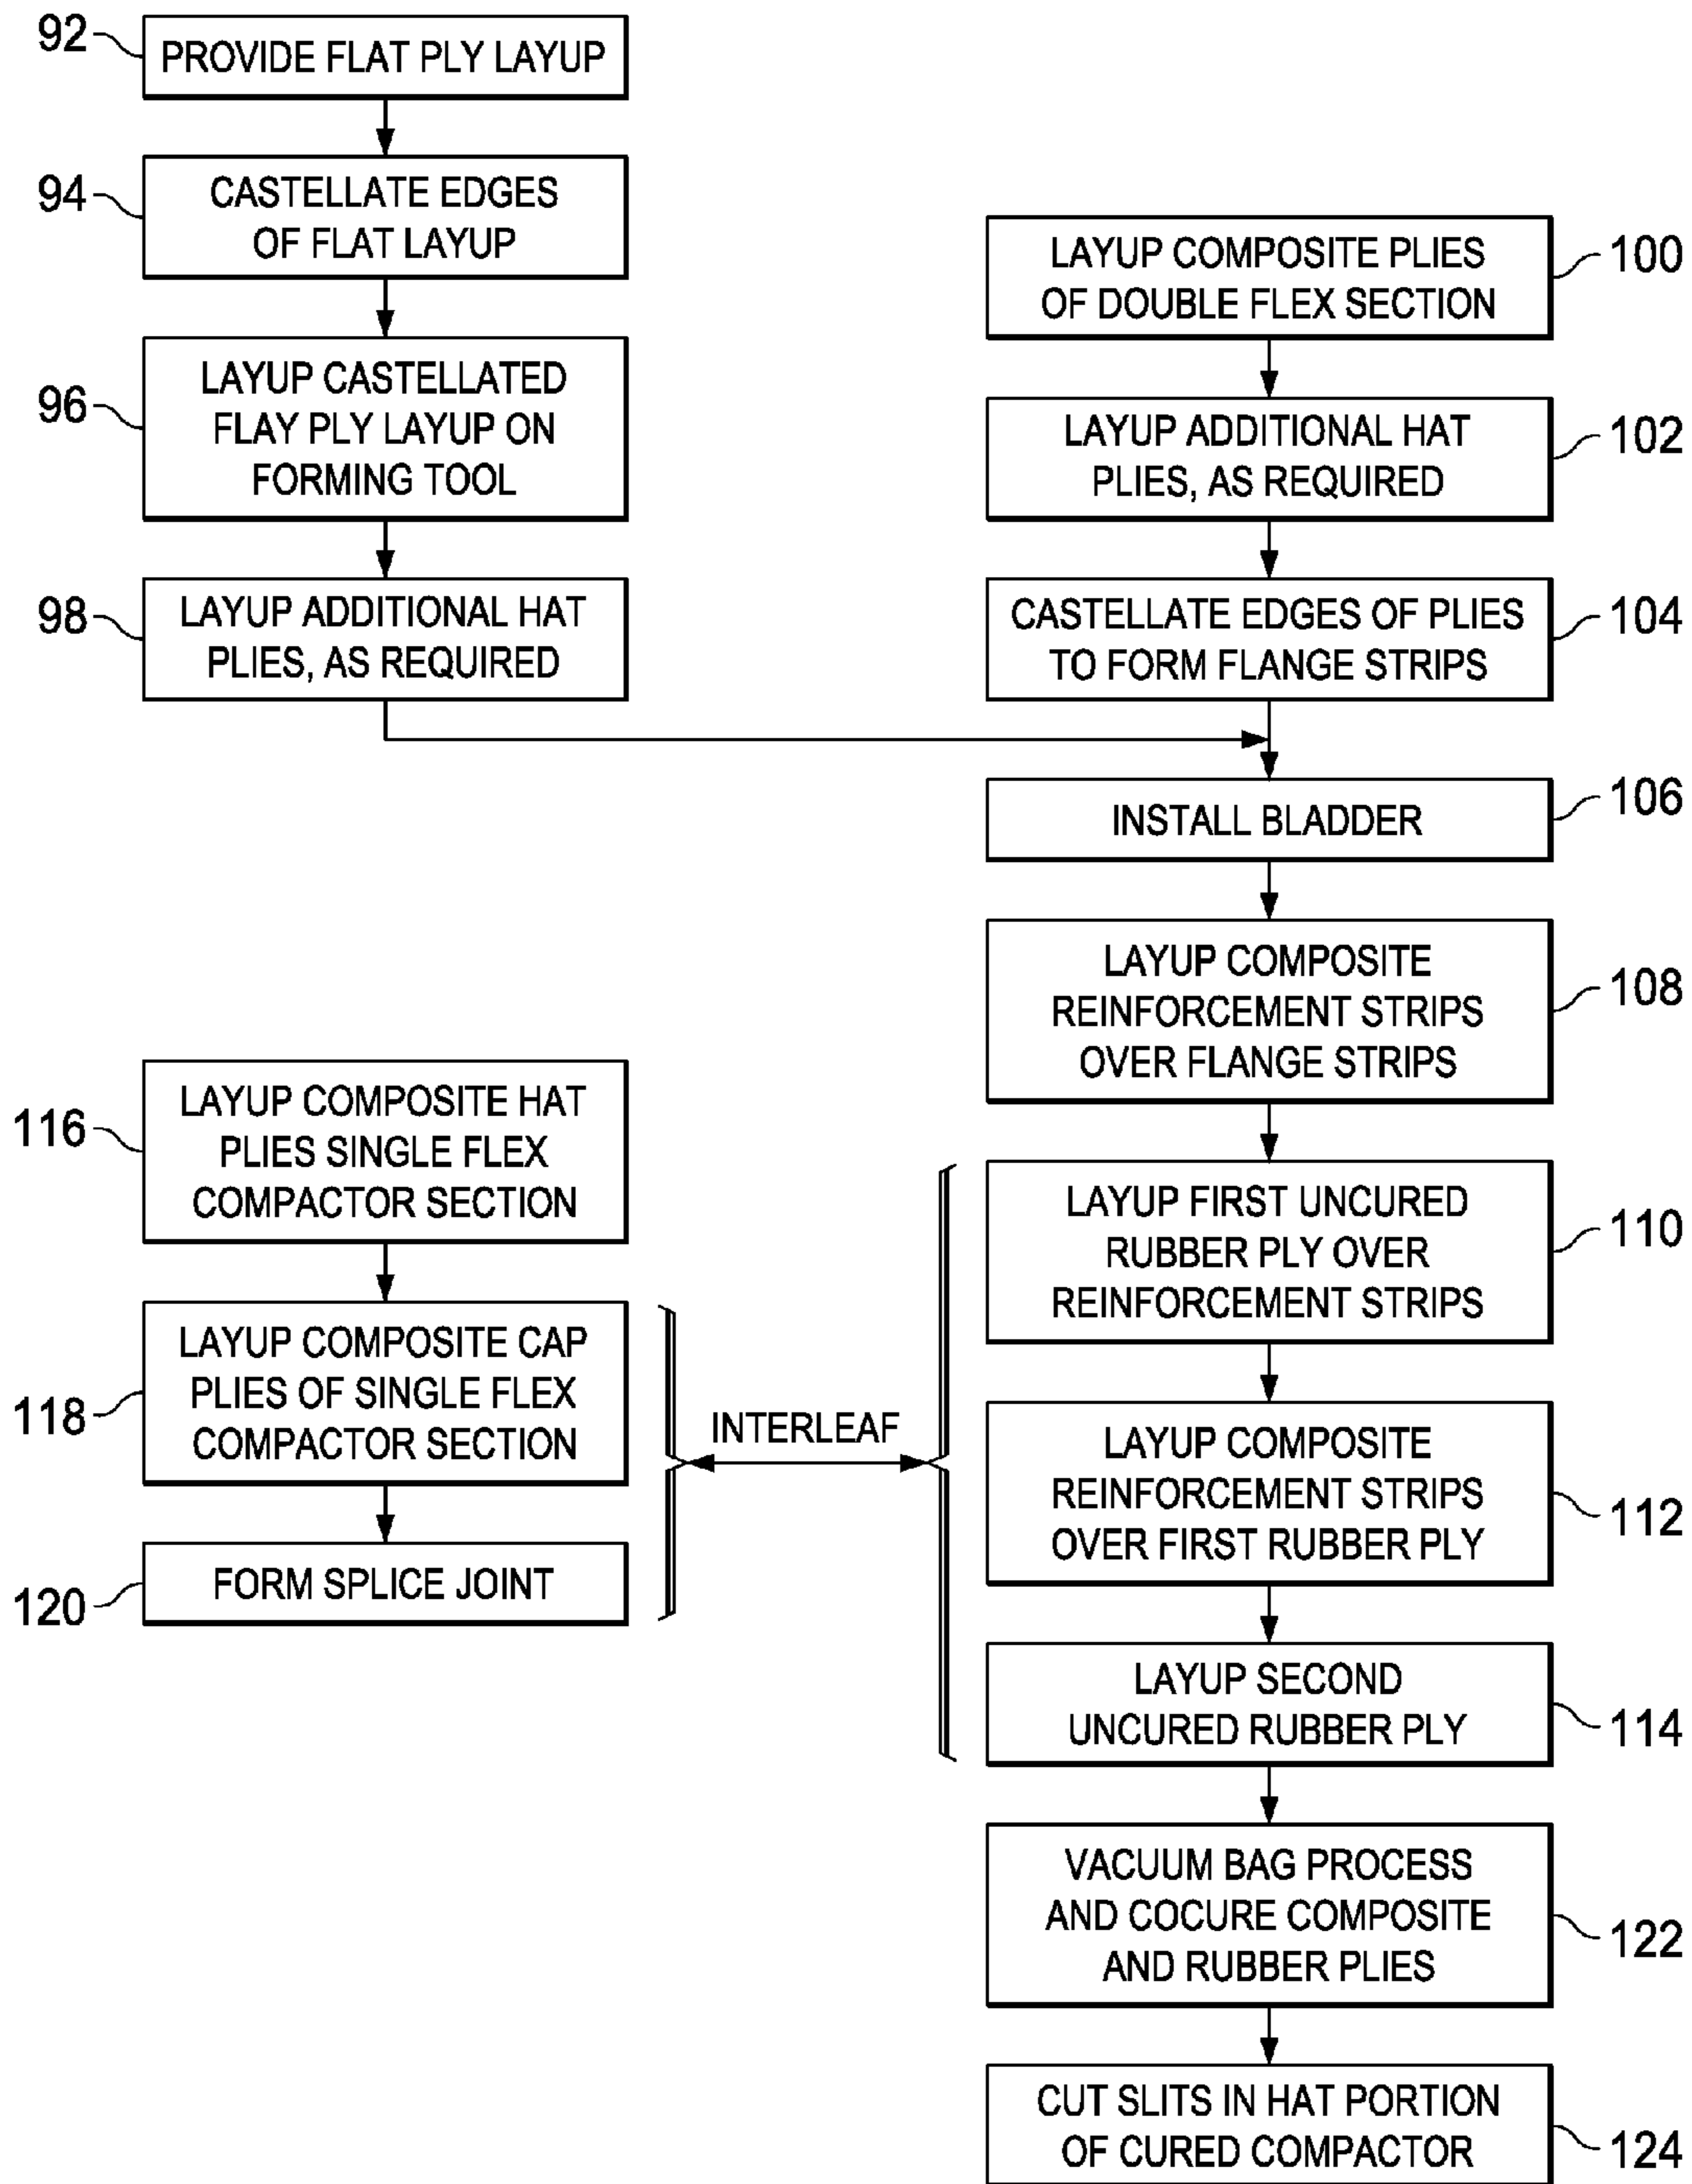 92
PROVIDE FLAT PLY LAYUP
94
CASTELLATE EDGES
OF FLAT LAYUP
96
LAYUP CASTELLATED
FLAY PLY LAYUP ON
FORMING TOOL
98
LAYUP ADDITIONAL HAT
PLIES, AS REQUIRED
LAYUP COMPOSITE PLIES
OF DOUBLE FLEX SECTION
100
LAYUP ADDITIONAL HAT
PLIES, AS REQUIRED
102
CASTELLATE EDGES OF PLIES
TO FORM FLANGE STRIPS
104
INSTALL BLADDER
106
LAYUP COMPOSITE
REINFORCEMENT STRIPS
OVER FLANGE STRIPS
108
116
LAYUP COMPOSITE HAT
PLIES SINGLE FLEX
COMPACTOR SECTION
118
LAYUP COMPOSITE CAP
PLIES OF SINGLE FLEX
COMPACTOR SECTION
120
FORM SPLICE JOINT
INTERLEAF
LAYUP FIRST UNCURED
RUBBER PLY OVER
REINFORCEMENT STRIPS
110
LAYUP COMPOSITE
REINFORCEMENT STRIPS
OVER FIRST RUBBER PLY
112
LAYUP SECOND
UNCURED RUBBER PLY
114
VACUUM BAG PROCESS
AND COCURE COMPOSITE
AND RUBBER PLIES
122
CUT SLITS IN HAT PORTION
OF CURED COMPACTOR
124